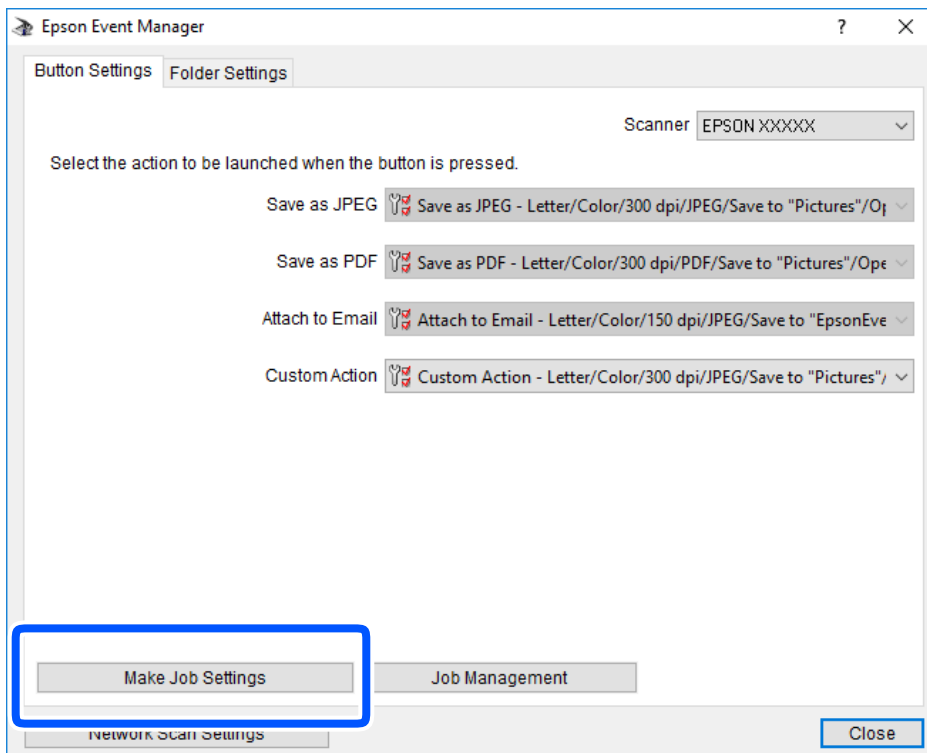 Epson Event Manager
Button Settings
Folder Settings
Scanner EPSON XXXXX
Select the action to be launched when the button is pressed.
Save as JPEG Save as JPEG - Letter/Color/300 dpi/JPEG/Save to "Pictures"/Op
Save as PDF Save as PDF - Letter/Color/300 dpi/PDF/Save to "Pictures"/Ope
Attach to Email Attach to Email - Letter/Color/150 dpi/JPEG/Save to "EpsonEve
Custom Action Custom Action - Letter/Color/300 dpi/JPEG/Save to "Pictures"/
Make Job Settings
Job Management
Network Scan Settings
Close